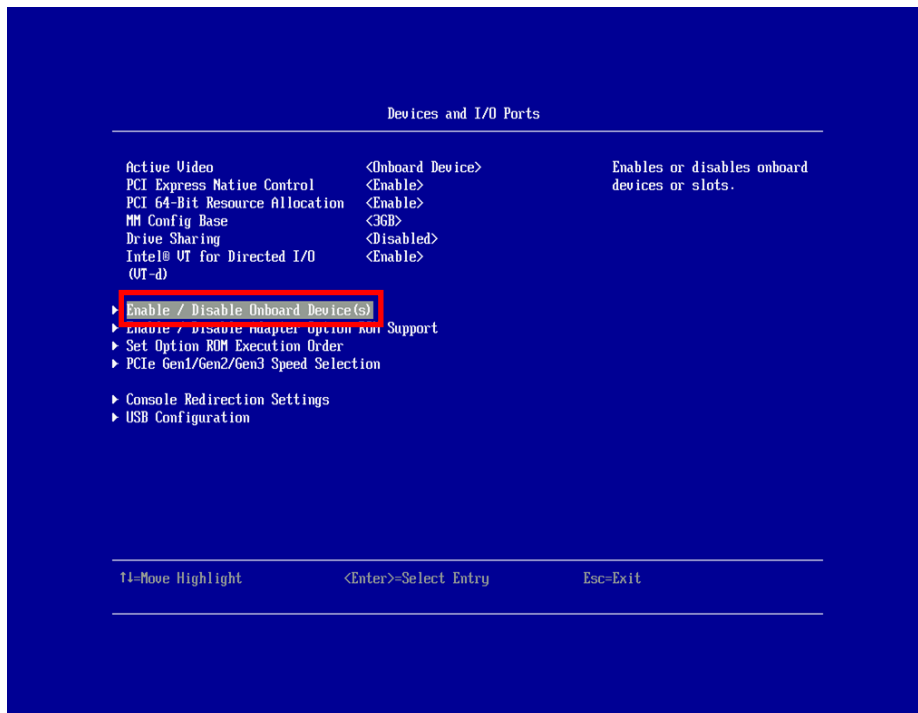 Devices and I/O Ports
Active Video <Onboard Device> Enables or disables onboard
PCI Express Native Control <Enable> devices or slots.
PCI 64-Bit Resource Allocation <Enable>
MM Config Base <3GB>
Drive Sharing <Disabled>
Intel® VT for Directed I/O <Enable>
(VT-d)
Enable / Disable Onboard Device(s)
Enable / Disable Adapter Option ROM Support
Set Option ROM Execution Order
PCIe Gen1/Gen2/Gen3 Speed Selection
Console Redirection Settings
USB Configuration
↑↓=Move Highlight <Enter>=Select Entry Esc=Exit